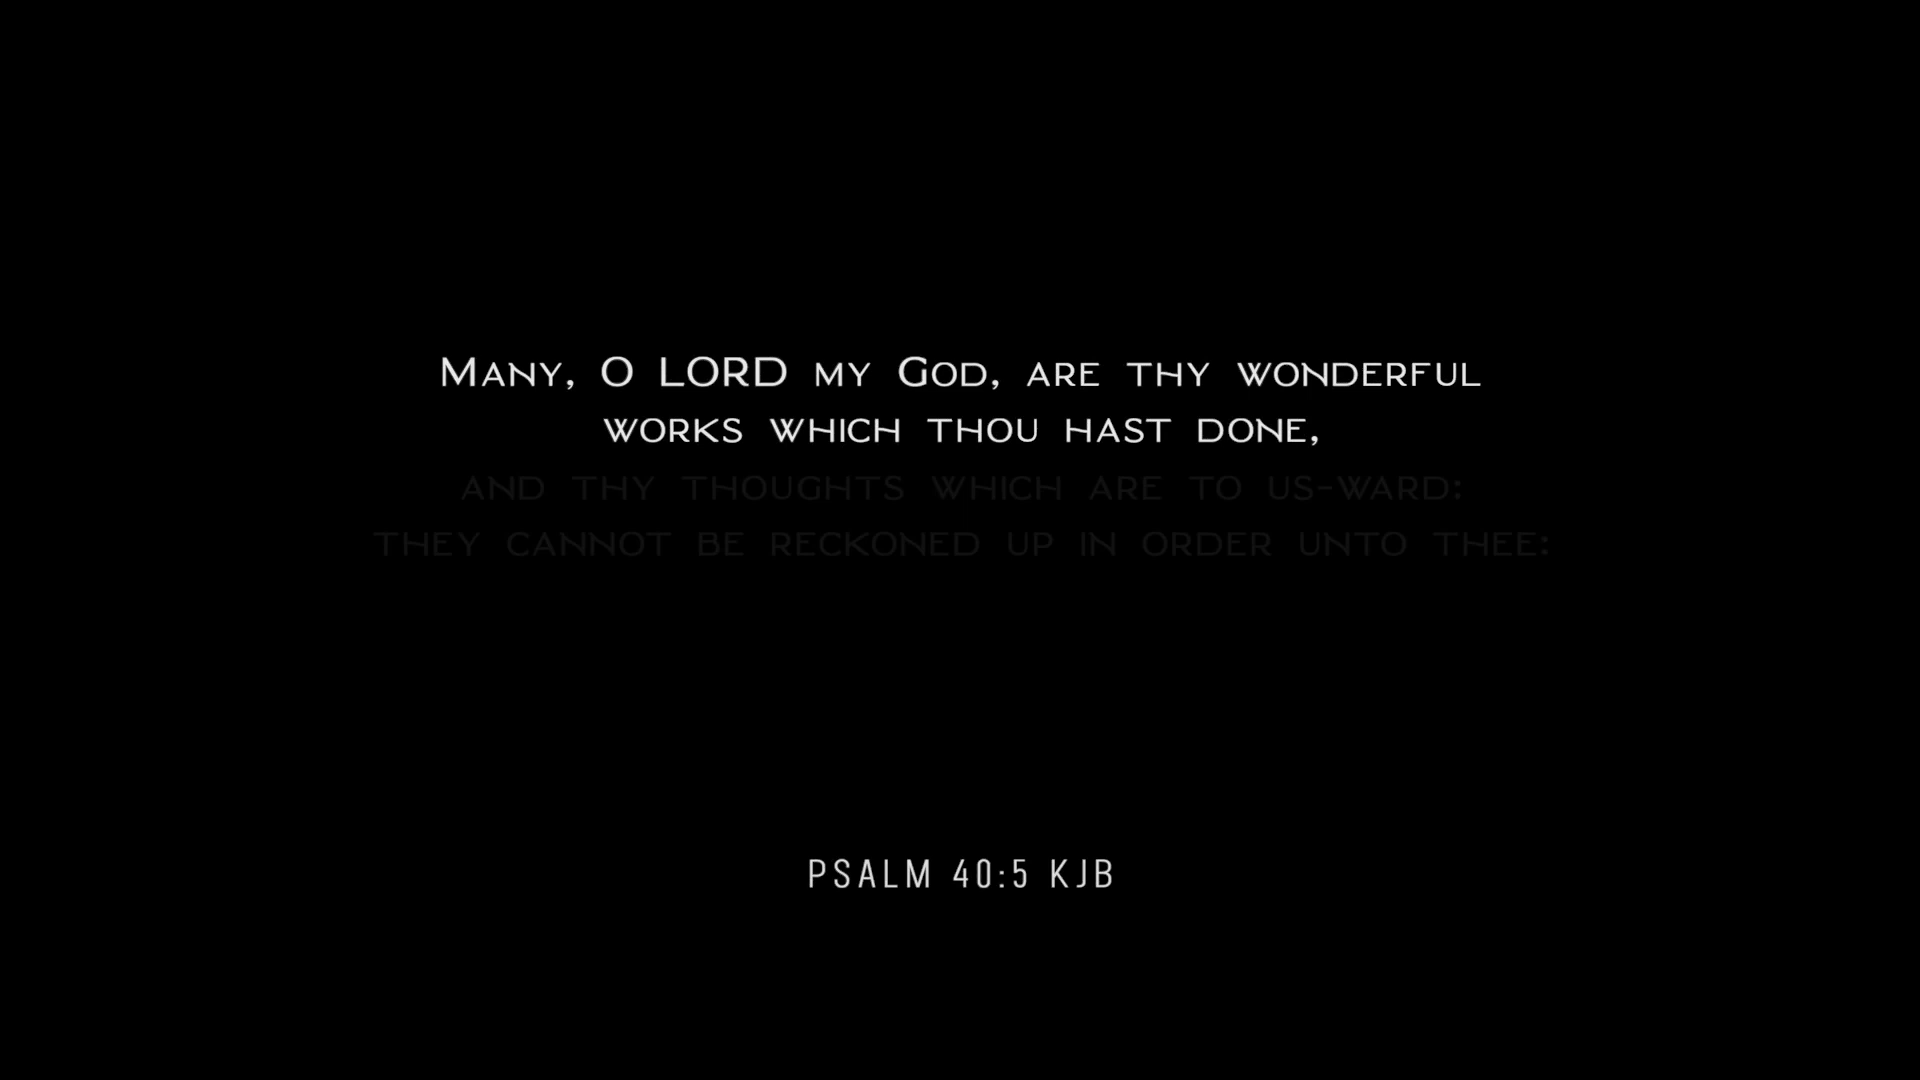 Many, O LORD my God, are thy wonderful
works which thou hast done,
and thy thoughts which are to us-ward:
they cannot be reckoned up in order unto thee:
PSALM 40:5 KJB